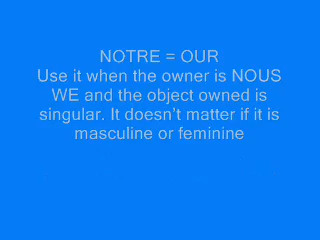 NOTRE = OUR
Use it when the owner is NOUS
WE and the object owned is
singular. It doesn't matter if it is
masculine or feminine